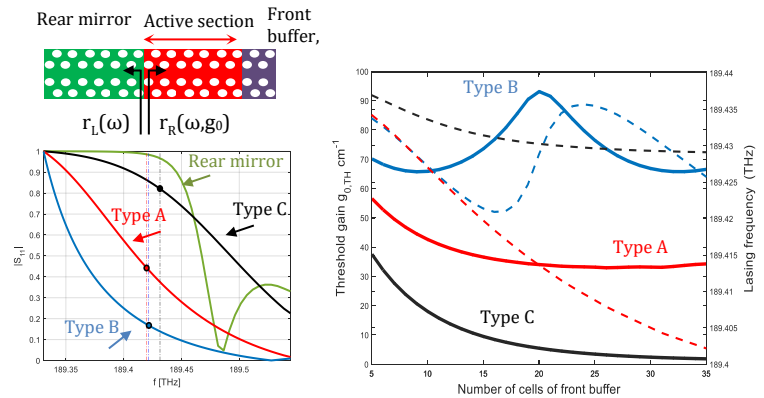 Rear mirror
Active section
Front
buffer,
r_L(ω)
r_R(ω,g₀)
1
0.9
0.8
0.7
0.6
0.5
0.4
0.3
0.2
0.1
0
|S₁₁|
Rear mirror
Type A
Type C
Type B
189.35
189.4
189.45
189.5
f [THz]
100
90
80
70
60
50
40
30
20
10
0
Threshold gain g₀,TH cm⁻¹
Type B
Type A
Type C
5
10
15
20
25
30
35
Number of cells of front buffer
189.44
189.435
189.43
189.425
189.42
189.415
189.41
189.405
189.4
Lasing frequency (THz)